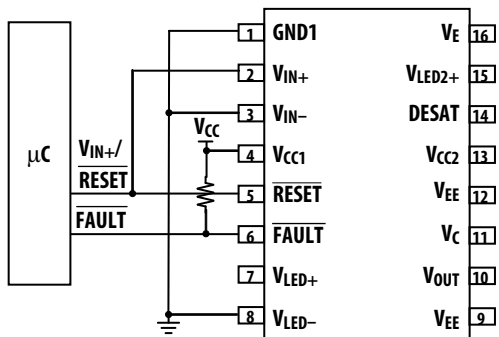 μC
VIN+/
RESET
FAULT
VCC
1 GND1
2 VIN+
3 VIN–
4 VCC1
5 RESET
6 FAULT
7 VLED+
8 VLED–
VE 16
VLED2+ 15
DESAT 14
VCC2 13
VEE 12
VC 11
VOUT 10
VEE 9